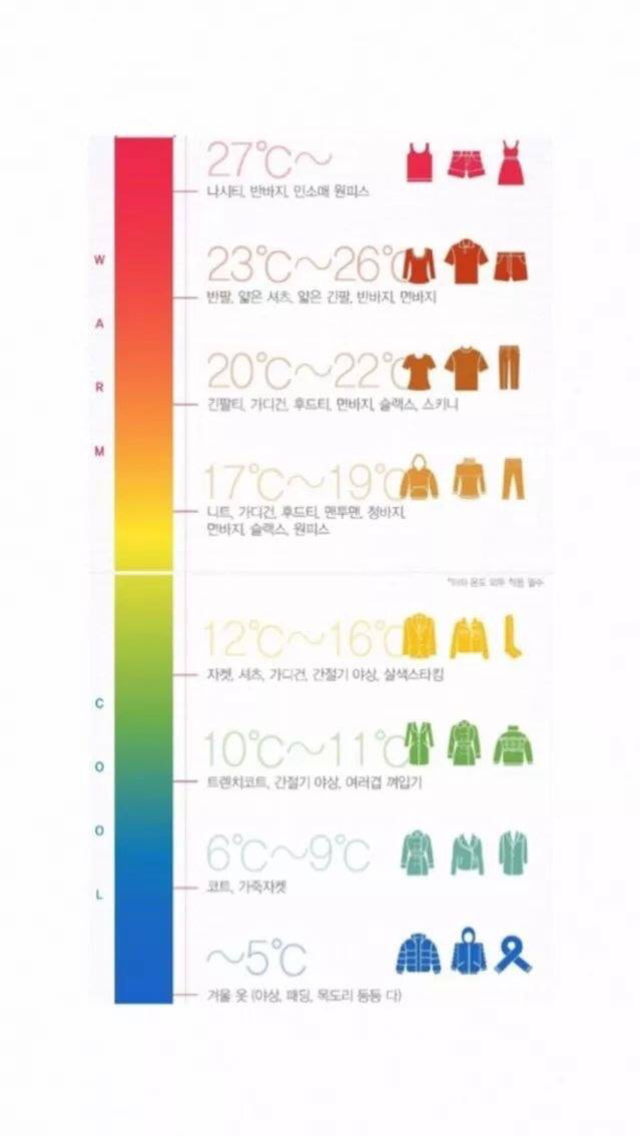 27℃~
나시티, 반바지, 민소매 원피스
23℃~26℃
반팔, 얇은 셔츠, 얇은 긴팔, 반바지, 면바지
20℃~22℃
긴팔티, 가디건, 후드티, 면바지, 슬랙스, 스키니
17℃~19℃
니트, 가디건, 후드티, 맨투맨, 청바지,
면바지, 슬랙스, 원피스
WARM
12℃~16℃
자켓, 셔츠, 가디건, 간절기 야상, 살색스타킹
10℃~11℃
트렌치코트, 간절기 야상, 여러겹 껴입기
6℃~9℃
코트, 가죽자켓
~5℃
겨울 옷 (야상, 패딩, 목도리 등등 다)
COOL